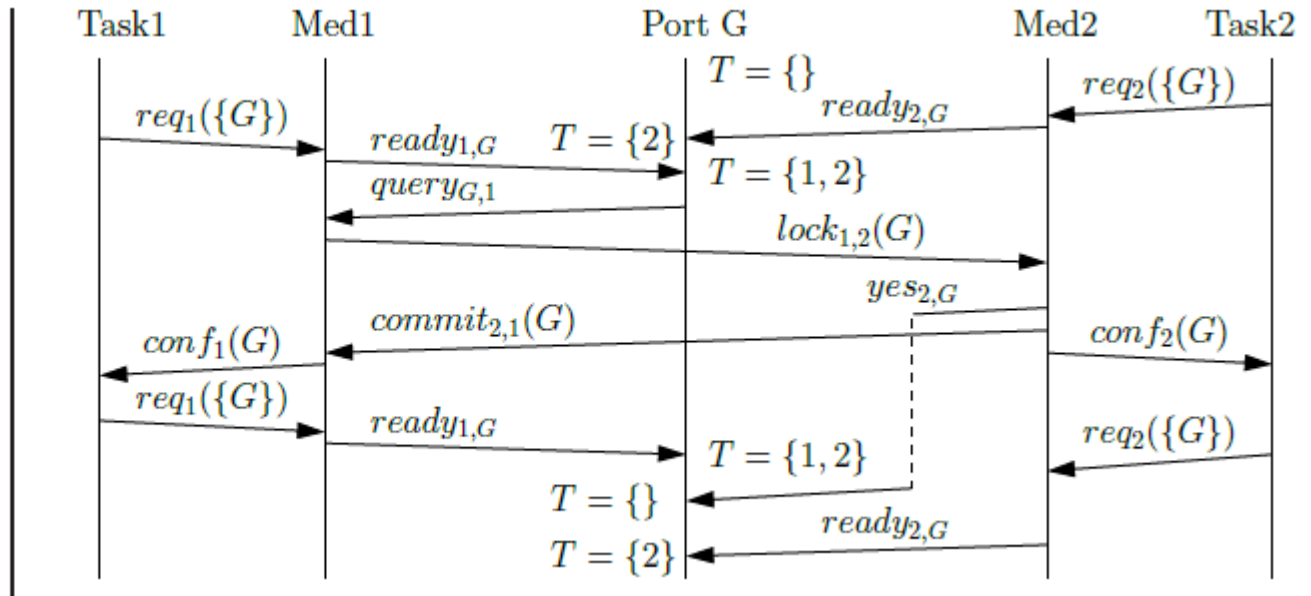 Task1 Med1 Port G Med2 Task2
T = {}
req₂({G})
req₁({G})
ready₂,G
ready₁,G
T = {2}
T = {1, 2}
query_G,1
lock₁,₂(G)
yes₂,G
commit₂,₁(G)
conf₁(G)
conf₂(G)
req₁({G})
ready₁,G
req₂({G})
T = {1, 2}
T = {}
ready₂,G
T = {2}